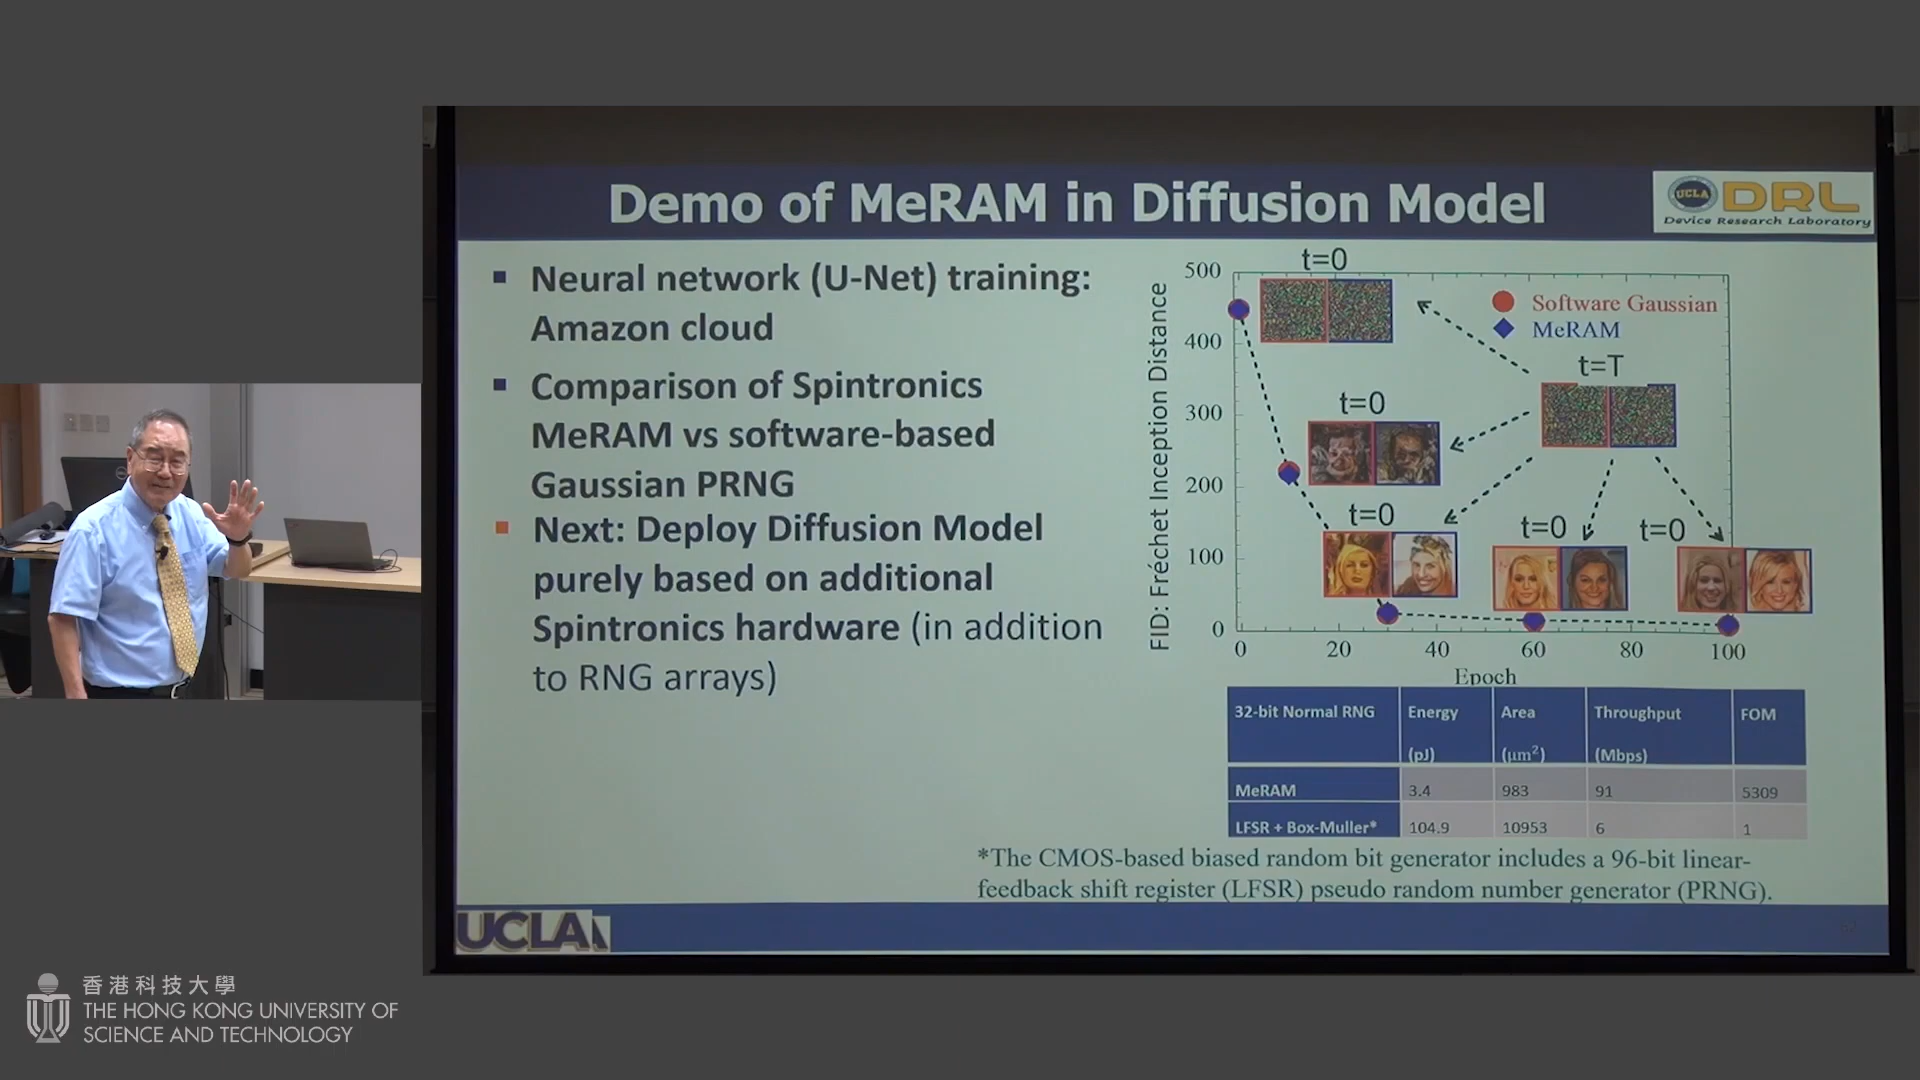 Demo of MeRAM in Diffusion Model
UCLA
DRL
Device Research Laboratory
▪ Neural network (U-Net) training:
Amazon cloud
▪ Comparison of Spintronics
MeRAM vs software-based
Gaussian PRNG
▪ Next: Deploy Diffusion Model
purely based on additional
Spintronics hardware (in addition
to RNG arrays)
FID: Fréchet Inception Distance
500
400
300
200
100
0
0 20 40 60 80 100
Epoch
Software Gaussian
MeRAM
t=0
t=T
t=0
t=0
t=0
t=0
32-bit Normal RNG Energy (pJ) Area (μm²) Throughput (Mbps) FOM
MeRAM 3.4 983 91 5309
LFSR + Box-Muller* 104.9 10953 6 1
*The CMOS-based biased random bit generator includes a 96-bit linear-
feedback shift register (LFSR) pseudo random number generator (PRNG).
UCLA
香港科技大學
THE HONG KONG UNIVERSITY OF
SCIENCE AND TECHNOLOGY